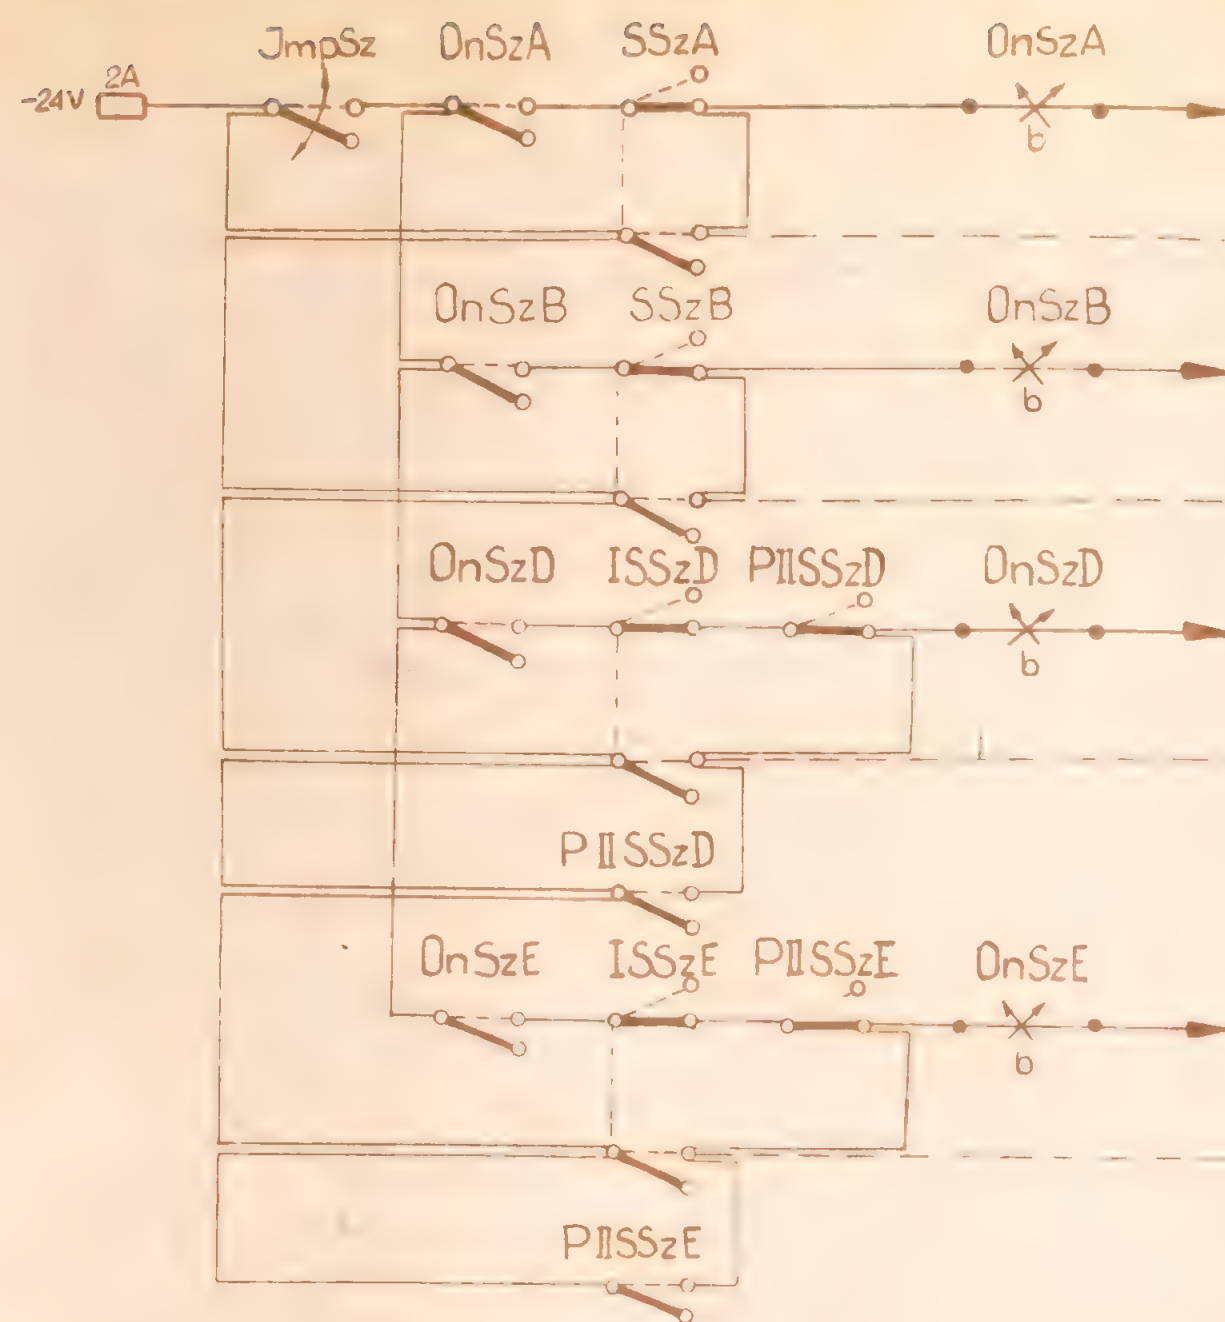 JmpSz OnSzA SSzA OnSzA
-24V 2A
b
OnSzB SSzB OnSzB
b
OnSzD ISSzD PIISSzD OnSzD
b
PIISSzD
OnSzE ISSzE PIISSzE OnSzE
b
PIISSzE